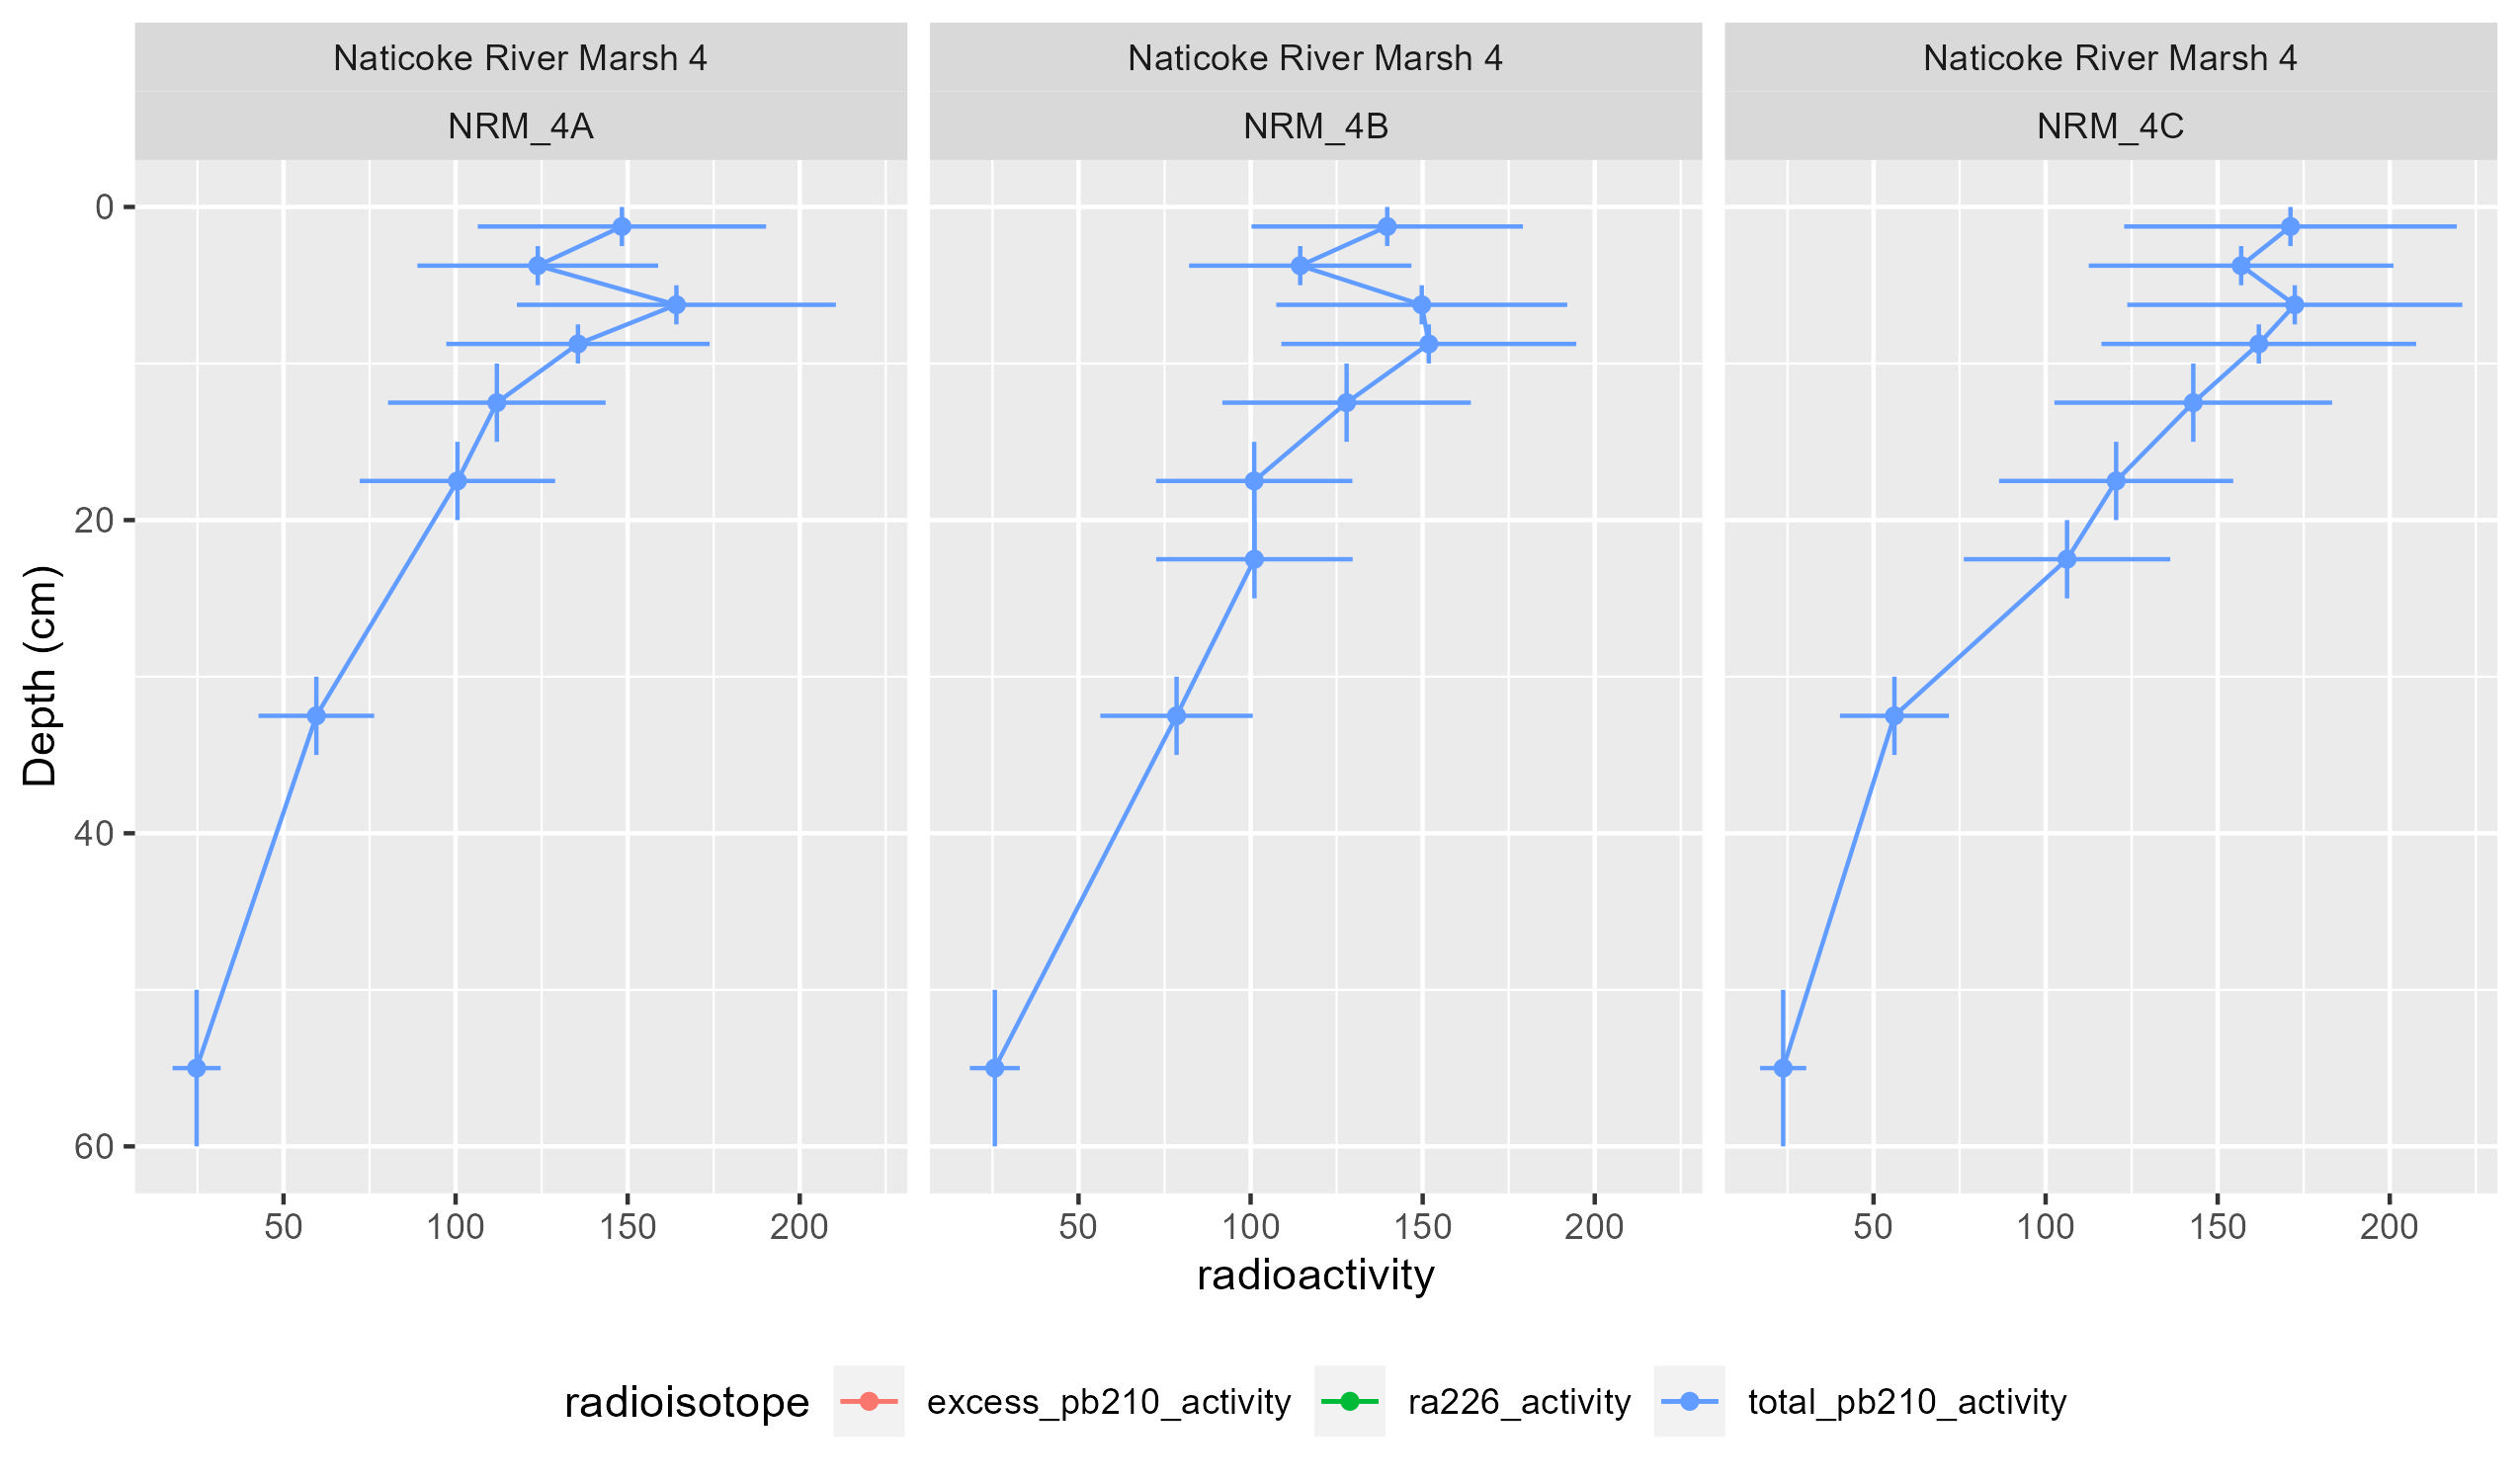 Naticoke River Marsh 4 Naticoke River Marsh 4 Naticoke River Marsh 4
NRM_4A NRM_4B NRM_4C
0
20
40
60
Depth (cm)
50 100 150 200 50 100 150 200 50 100 150 200
radioactivity
radioisotope excess_pb210_activity ra226_activity total_pb210_activity